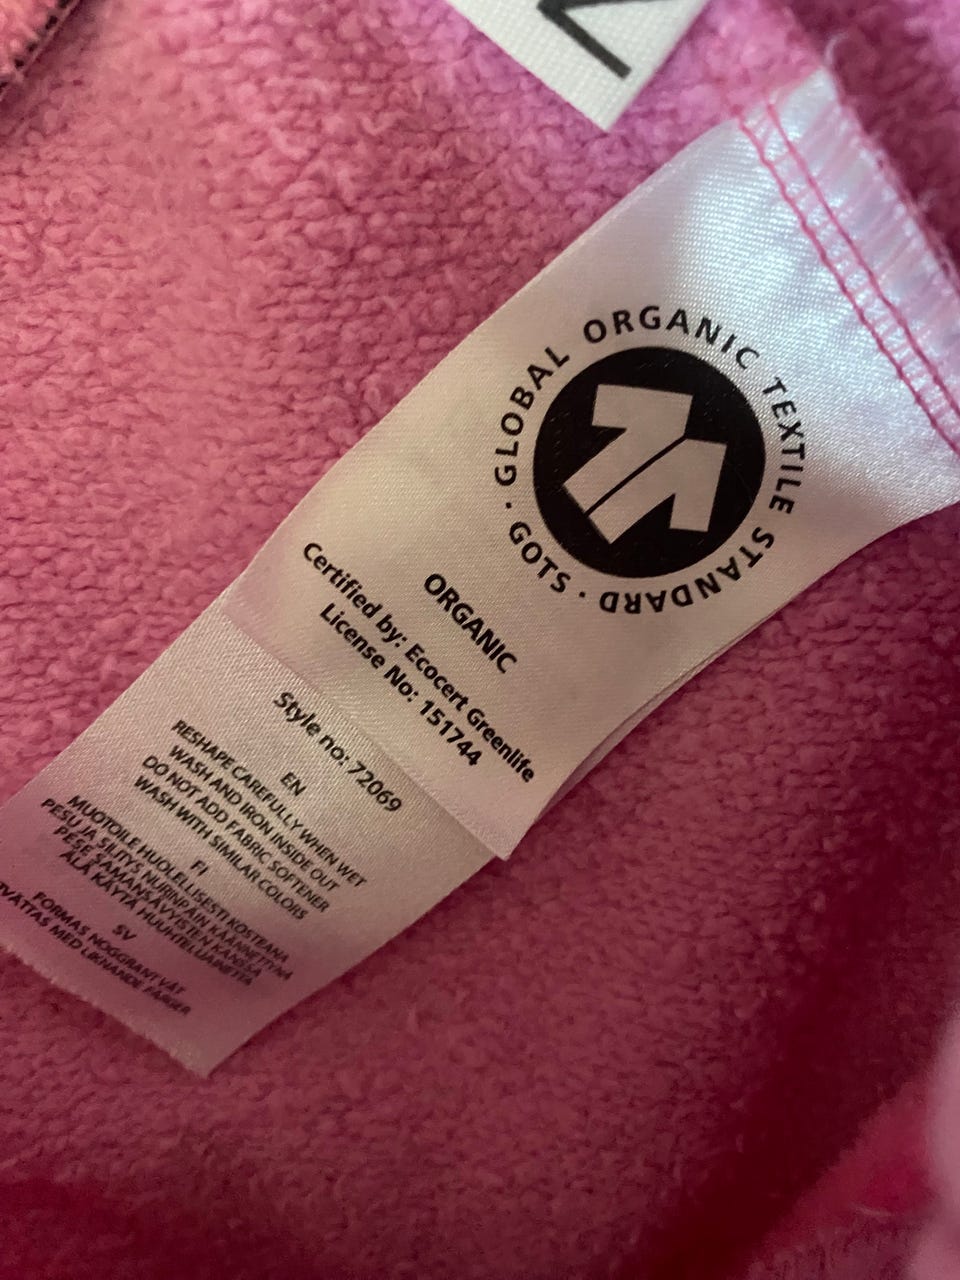 GLOBAL ORGANIC TEXTILE STANDARD · GOTS ·
ORGANIC
Certified by: Ecocert Greenlife
License No: 151744
Style no: 72069
EN
RESHAPE CAREFULLY WHEN WET
WASH AND IRON INSIDE OUT
DO NOT ADD FABRIC SOFTENER
WASH WITH SIMILAR COLORS
FI
MUOTOILE HUOLELLISESTI KOSTEANA
PESU JA SILITYS NURINPÄIN KÄÄNNETTYNÄ
PESE SAMANSÄVYISTEN KANSSA
ÄLÄ KÄYTÄ HUUHTELUAINETTA
SV
FORMAS NOGGRANT VÅT
TVÄTTAS MED LIKNANDE FÄRGER